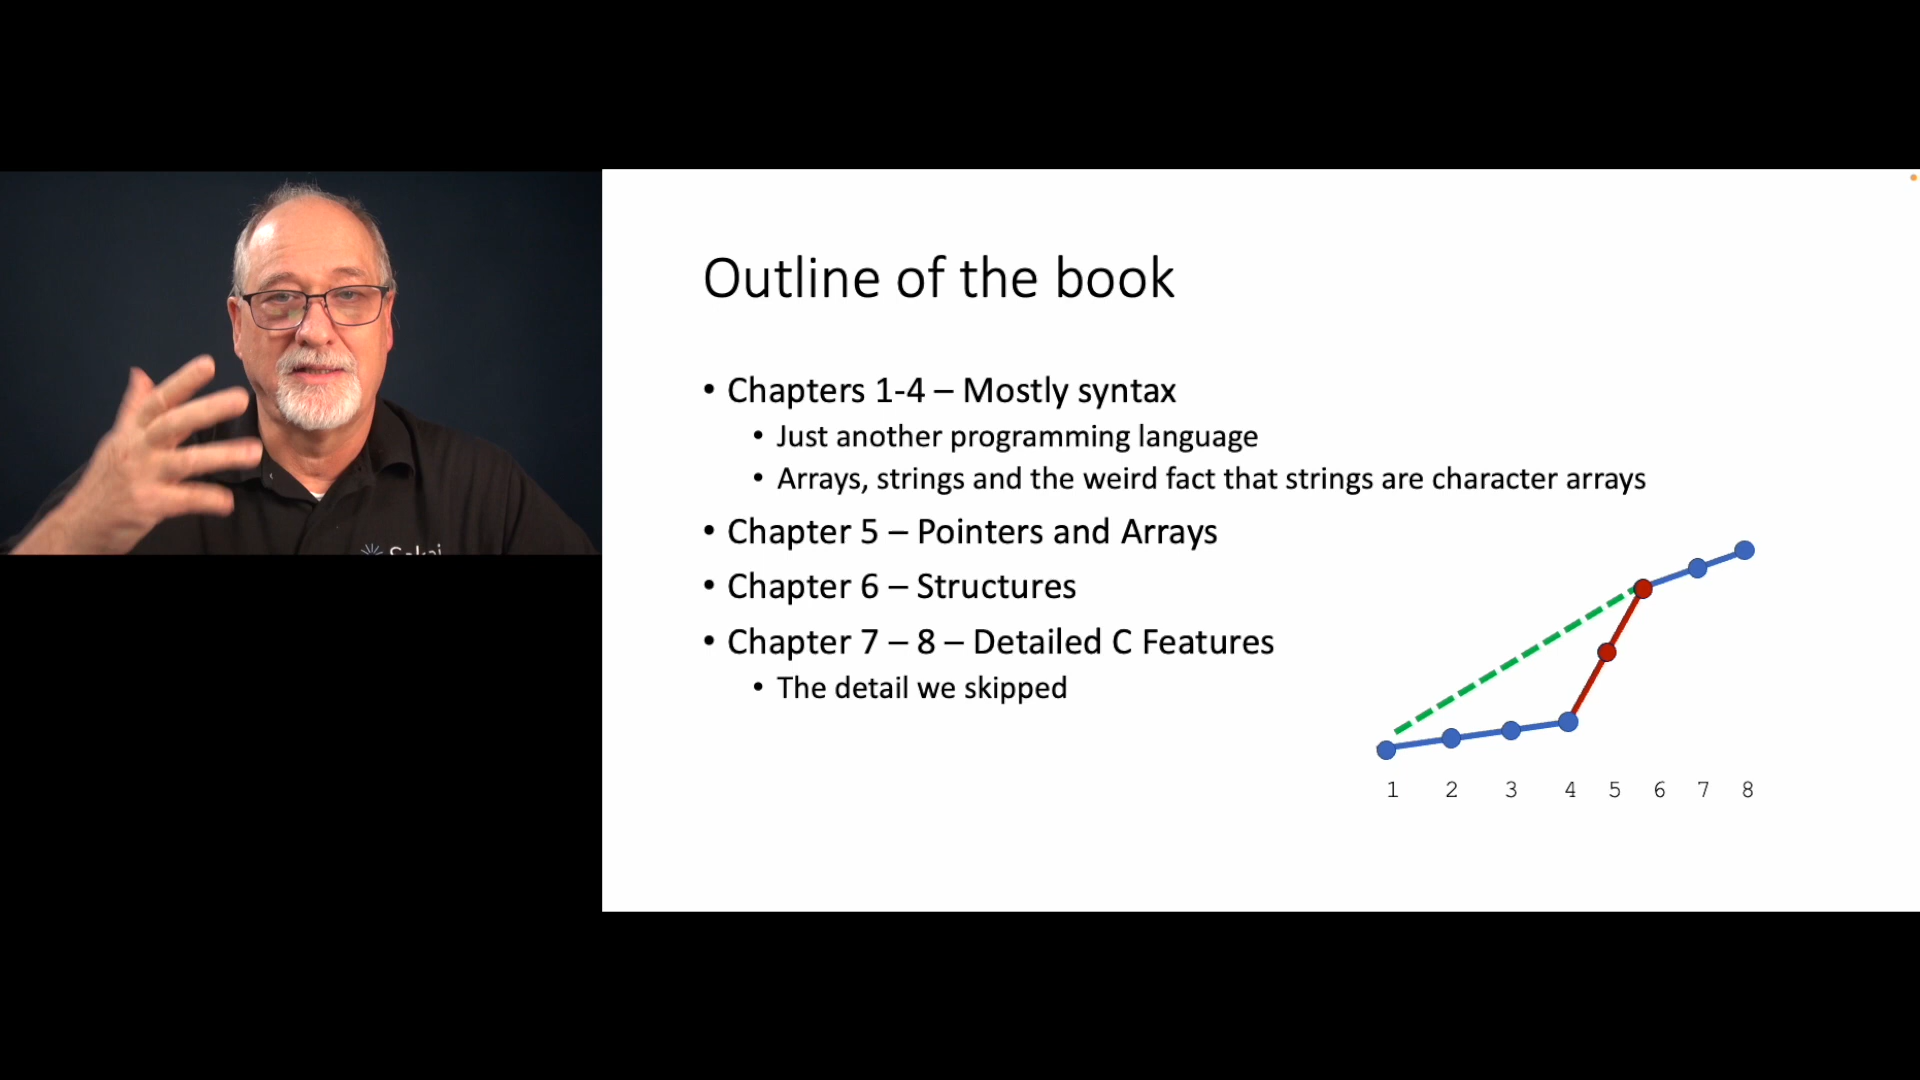 Outline of the book
• Chapters 1-4 – Mostly syntax
• Just another programming language
• Arrays, strings and the weird fact that strings are character arrays
• Chapter 5 – Pointers and Arrays
• Chapter 6 – Structures
• Chapter 7 – 8 – Detailed C Features
• The detail we skipped
1 2 3 4 5 6 7 8